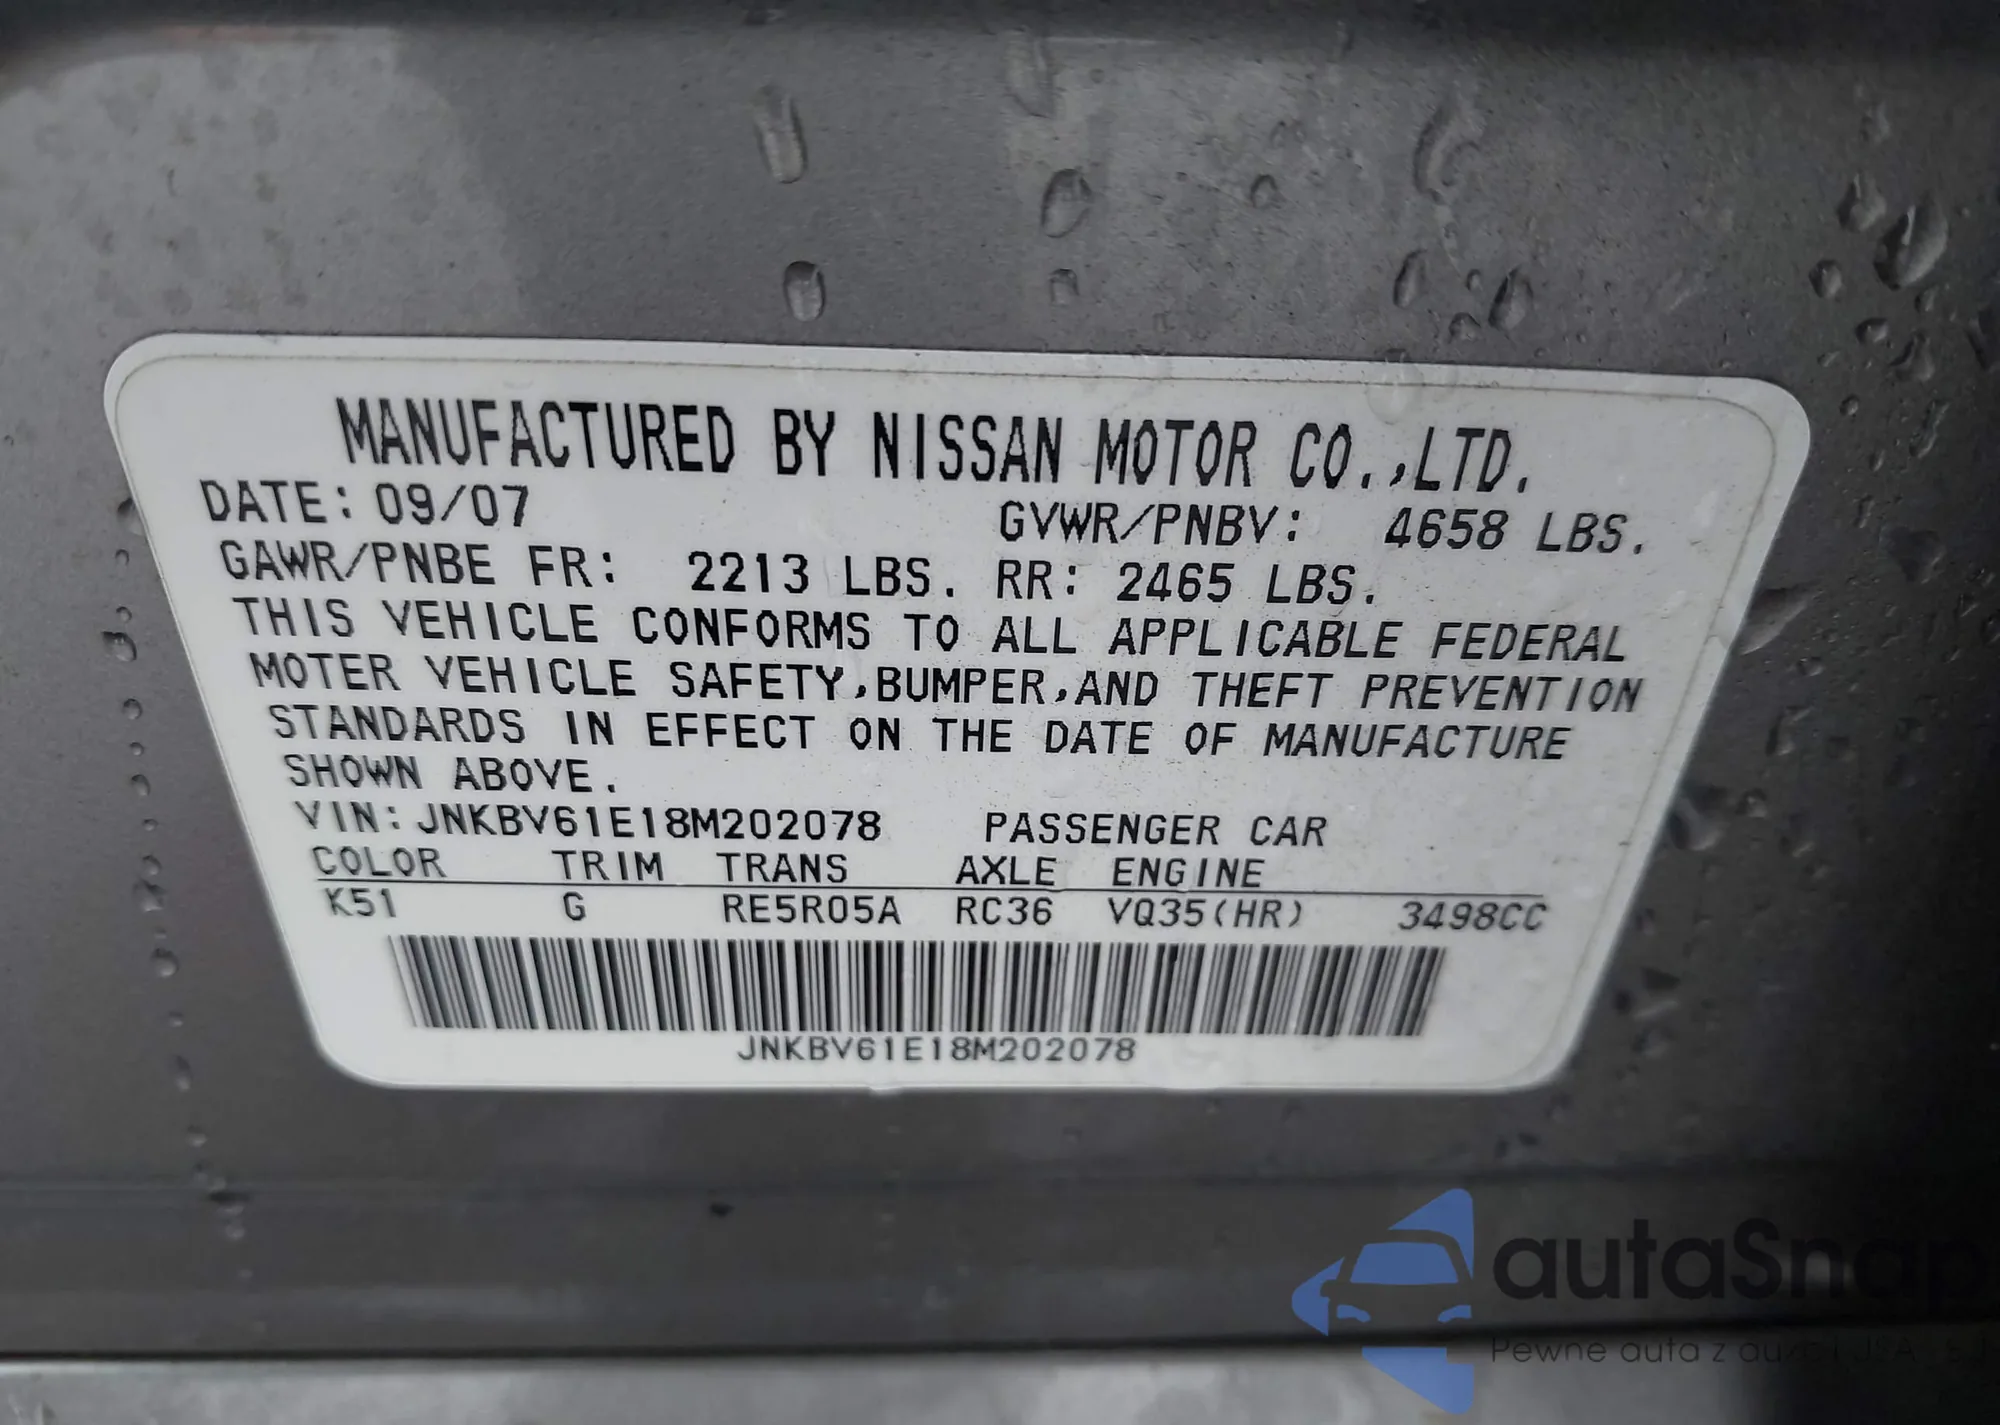 MANUFACTURED BY NISSAN MOTOR CO.,LTD.
DATE: 09/07 GVWR/PNBV: 4658 LBS.
GAWR/PNBE FR: 2213 LBS. RR: 2465 LBS.
THIS VEHICLE CONFORMS TO ALL APPLICABLE FEDERAL
MOTER VEHICLE SAFETY,BUMPER,AND THEFT PREVENTION
STANDARDS IN EFFECT ON THE DATE OF MANUFACTURE
SHOWN ABOVE.
VIN: JNKBV61E18M202078 PASSENGER CAR
COLOR TRIM TRANS AXLE ENGINE
K51 G RE5R05A RC36 VQ35(HR) 3498CC
JNKBV61E18M202078
autaSnap
Pewne auta z